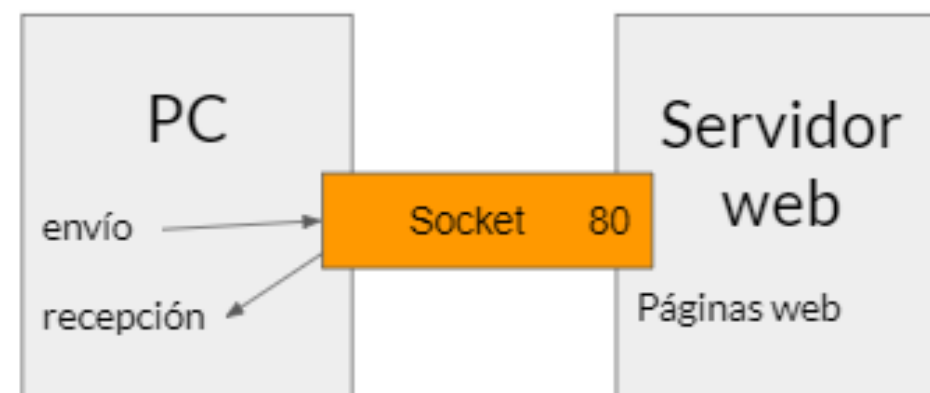 PC
envío
recepción
Socket 80
Servidor
web
Páginas web